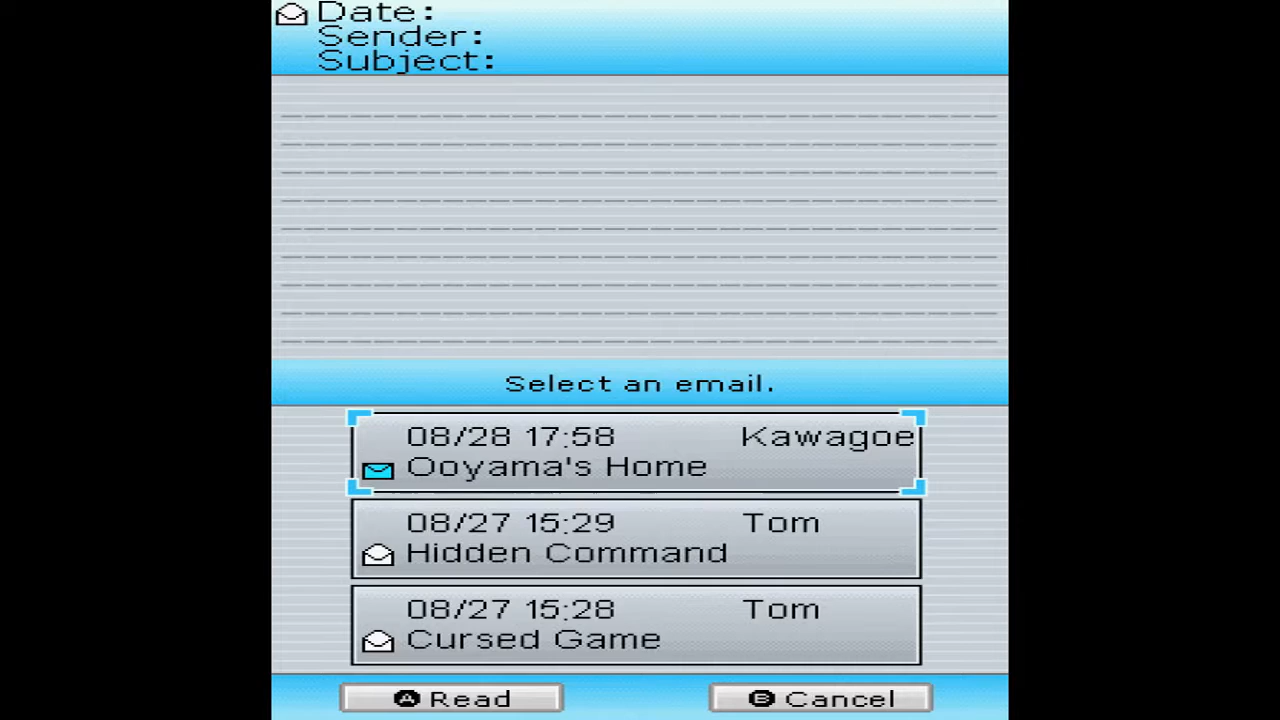 Date:
Sender:
Subject:
Select an email.
08/28 17:58 Kawagoe
Ooyama's Home
08/27 15:29 Tom
Hidden Command
08/27 15:28 Tom
Cursed Game
A Read
B Cancel